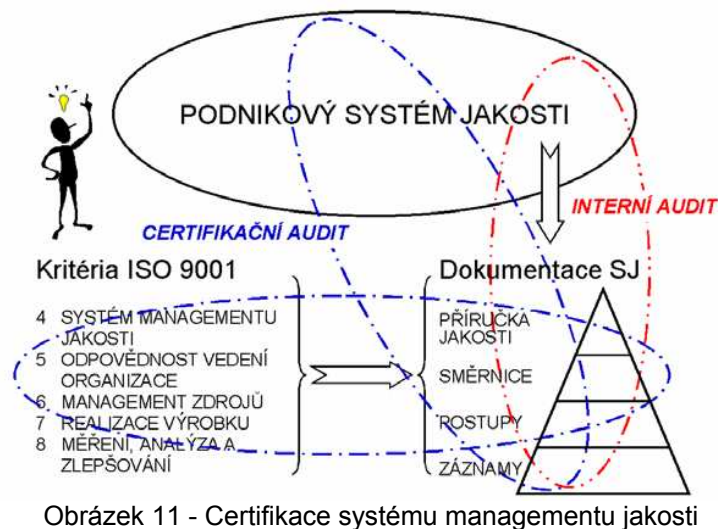 PODNIKOVÝ SYSTÉM JAKOSTI
INTERNÍ AUDIT
CERTIFIKAČNÍ AUDIT
Kritéria ISO 9001
4 SYSTÉM MANAGEMENTU
JAKOSTI
5 ODPOVĚDNOST VEDENÍ
ORGANIZACE
6 MANAGEMENT ZDROJŮ
7 REALIZACE VÝROBKU
8 MĚŘENÍ, ANALÝZA A
ZLEPŠOVÁNÍ
Dokumentace SJ
PŘÍRUČKA
JAKOSTI
SMĚRNICE
POSTUPY
ZÁZNAMY
Obrázek 11 - Certifikace systému managementu jakosti